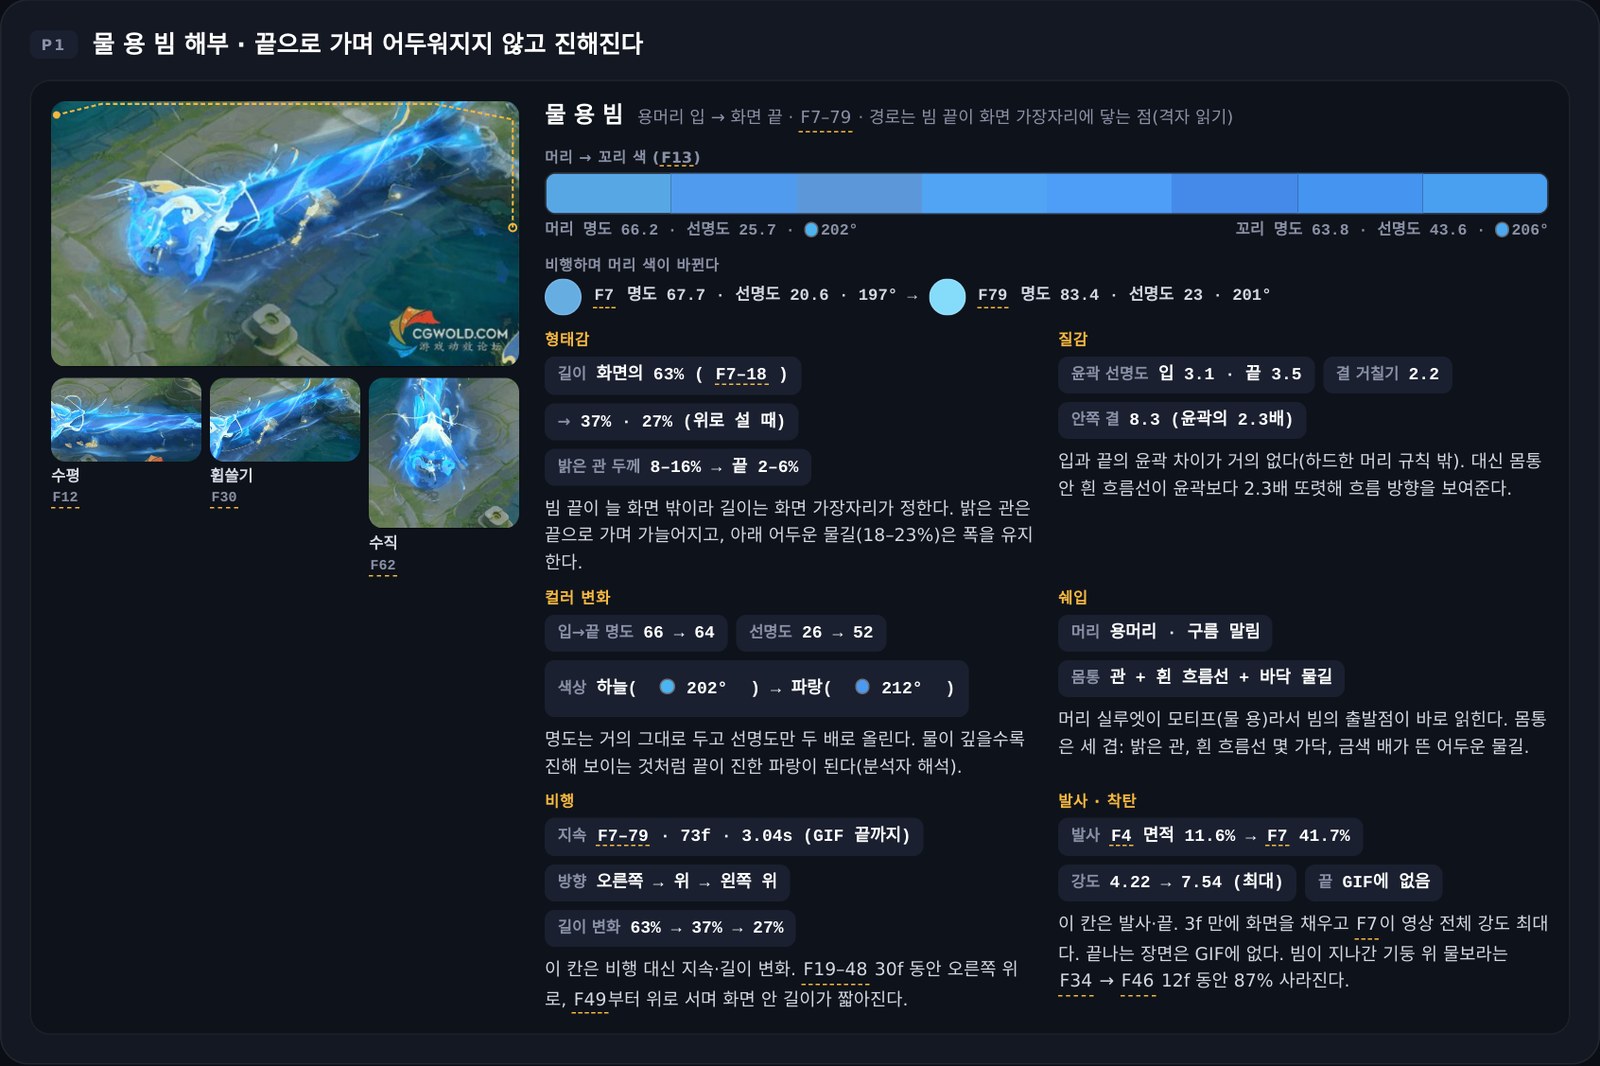 P1 물 용 빔 해부 · 끝으로 가며 어두워지지 않고 진해진다
CGWOLD.COM
游戏动效论坛
수평
F12
휩쓸기
F30
수직
F62
물 용 빔 용머리 입 → 화면 끝 · F7–79 · 경로는 빔 끝이 화면 가장자리에 닿는 점(격자 읽기)
머리 → 꼬리 색 (F13)
머리 명도 66.2 · 선명도 25.7 · 202°
꼬리 명도 63.8 · 선명도 43.6 · 206°
비행하며 머리 색이 바뀐다
F7 명도 67.7 · 선명도 20.6 · 197° → F79 명도 83.4 · 선명도 23 · 201°
형태감
길이 화면의 63% ( F7–18 )
→ 37% · 27% (위로 설 때)
밝은 관 두께 8–16% → 끝 2–6%
빔 끝이 늘 화면 밖이라 길이는 화면 가장자리가 정한다. 밝은 관은
끝으로 가며 가늘어지고, 아래 어두운 물길(18–23%)은 폭을 유지
한다.
질감
윤곽 선명도 입 3.1 · 끝 3.5
결 거칠기 2.2
안쪽 결 8.3 (윤곽의 2.3배)
입과 끝의 윤곽 차이가 거의 없다(하드한 머리 규칙 밖). 대신 몸통
안 흰 흐름선이 윤곽보다 2.3배 또렷해 흐름 방향을 보여준다.
컬러 변화
입→끝 명도 66 → 64
선명도 26 → 52
색상 하늘( 202° ) → 파랑( 212° )
명도는 거의 그대로 두고 선명도만 두 배로 올린다. 물이 깊을수록
진해 보이는 것처럼 끝이 진한 파랑이 된다(분석자 해석).
쉐입
머리 용머리 · 구름 말림
몸통 관 + 흰 흐름선 + 바닥 물길
머리 실루엣이 모티프(물 용)라서 빔의 출발점이 바로 읽힌다. 몸통
은 세 겹: 밝은 관, 흰 흐름선 몇 가닥, 금색 배가 뜬 어두운 물길.
비행
지속 F7–79 · 73f · 3.04s (GIF 끝까지)
방향 오른쪽 → 위 → 왼쪽 위
길이 변화 63% → 37% → 27%
이 칸은 비행 대신 지속·길이 변화. F19–48 30f 동안 오른쪽 위
로, F49부터 위로 서며 화면 안 길이가 짧아진다.
발사 · 착탄
발사 F4 면적 11.6% → F7 41.7%
강도 4.22 → 7.54 (최대)
끝 GIF에 없음
이 칸은 발사·끝. 3f 만에 화면을 채우고 F7이 영상 전체 강도 최대
다. 끝나는 장면은 GIF에 없다. 빔이 지나간 기둥 위 물보라는
F34 → F46 12f 동안 87% 사라진다.